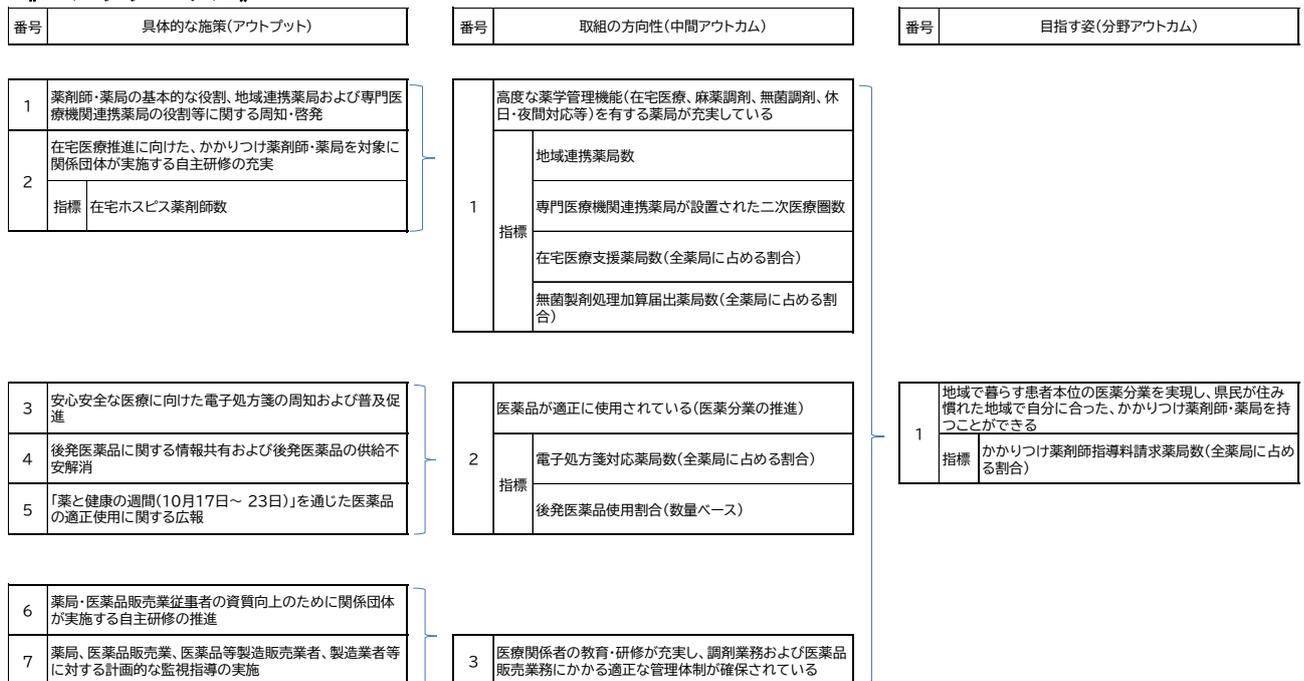 番号
具体的な施策(アウトプット)
番号
取組の方向性(中間アウトカム)
番号
目指す姿(分野アウトカム)
1
薬剤師・薬局の基本的な役割、地域連携薬局および専門医
療機関連携薬局の役割等に関する周知・啓発
2
在宅医療推進に向けた、かかりつけ薬剤師・薬局を対象に
関係団体が実施する自主研修の充実
指標
在宅ホスピス薬剤師数
1
高度な薬学管理機能(在宅医療、麻薬調剤、無菌調剤、休
日・夜間対応等)を有する薬局が充実している
指標
地域連携薬局数
専門医療機関連携薬局が設置された二次医療圏数
在宅医療支援薬局数(全薬局に占める割合)
無菌製剤処理加算届出薬局数(全薬局に占める割
合)
3
安心安全な医療に向けた電子処方箋の周知および普及促
進
4
後発医薬品に関する情報共有および後発医薬品の供給不
安解消
5
「薬と健康の週間(10月17日~ 23日)」を通じた医薬品
の適正使用に関する広報
2
医薬品が適正に使用されている(医薬分業の推進)
指標
電子処方箋対応薬局数(全薬局に占める割合)
後発医薬品使用割合(数量ベース)
1
地域で暮らす患者本位の医薬分業を実現し、県民が住み
慣れた地域で自分に合った、かかりつけ薬剤師・薬局を持
つことができる
指標
かかりつけ薬剤師指導料請求薬局数(全薬局に占め
る割合)
6
薬局・医薬品販売業従事者の資質向上のために関係団体
が実施する自主研修の推進
7
薬局、医薬品販売業、医薬品等製造販売業者、製造業者等
に対する計画的な監視指導の実施
3
医療関係者の教育・研修が充実し、調剤業務および医薬品
販売業務にかかる適正な管理体制が確保されている